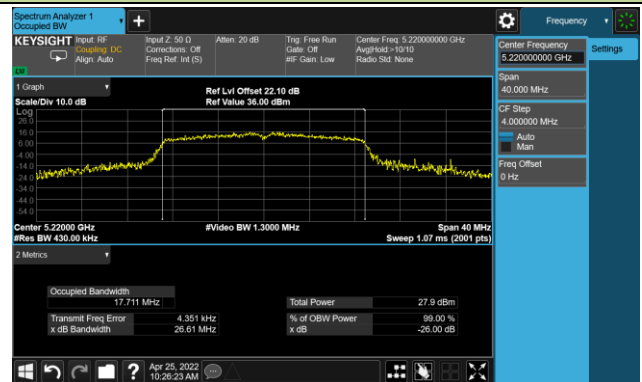 Spectrum Analyzer 1
Occupied BW
Frequency
KEYSIGHT
Input: RF
Coupling: DC
Align: Auto
Input Z: 50 Ω
Corrections: Off
Freq Ref: Int (S)
Atten: 20 dB
Trig: Free Run
Gate: Off
#IF Gain: Low
Center Freq: 5.220000000 GHz
Avg|Hold:>10/10
Radio Std: None
Center Frequency
5.220000000 GHz
Settings
Span
40.000 MHz
CF Step
4.000000 MHz
Auto
Man
Freq Offset
0 Hz
1 Graph
Scale/Div 10.0 dB
Ref Lvl Offset 22.10 dB
Ref Value 36.00 dBm
Log
26.0
16.0
6.00
-4.00
-14.0
-24.0
-34.0
-44.0
-54.0
Center 5.22000 GHz
#Res BW 430.00 kHz
#Video BW 1.3000 MHz
Span 40 MHz
Sweep 1.07 ms (2001 pts)
2 Metrics
Occupied Bandwidth
17.711 MHz
Transmit Freq Error 4.351 kHz
x dB Bandwidth 26.61 MHz
Total Power 27.9 dBm
% of OBW Power 99.00 %
x dB -26.00 dB
Apr 25, 2022
10:26:23 AM